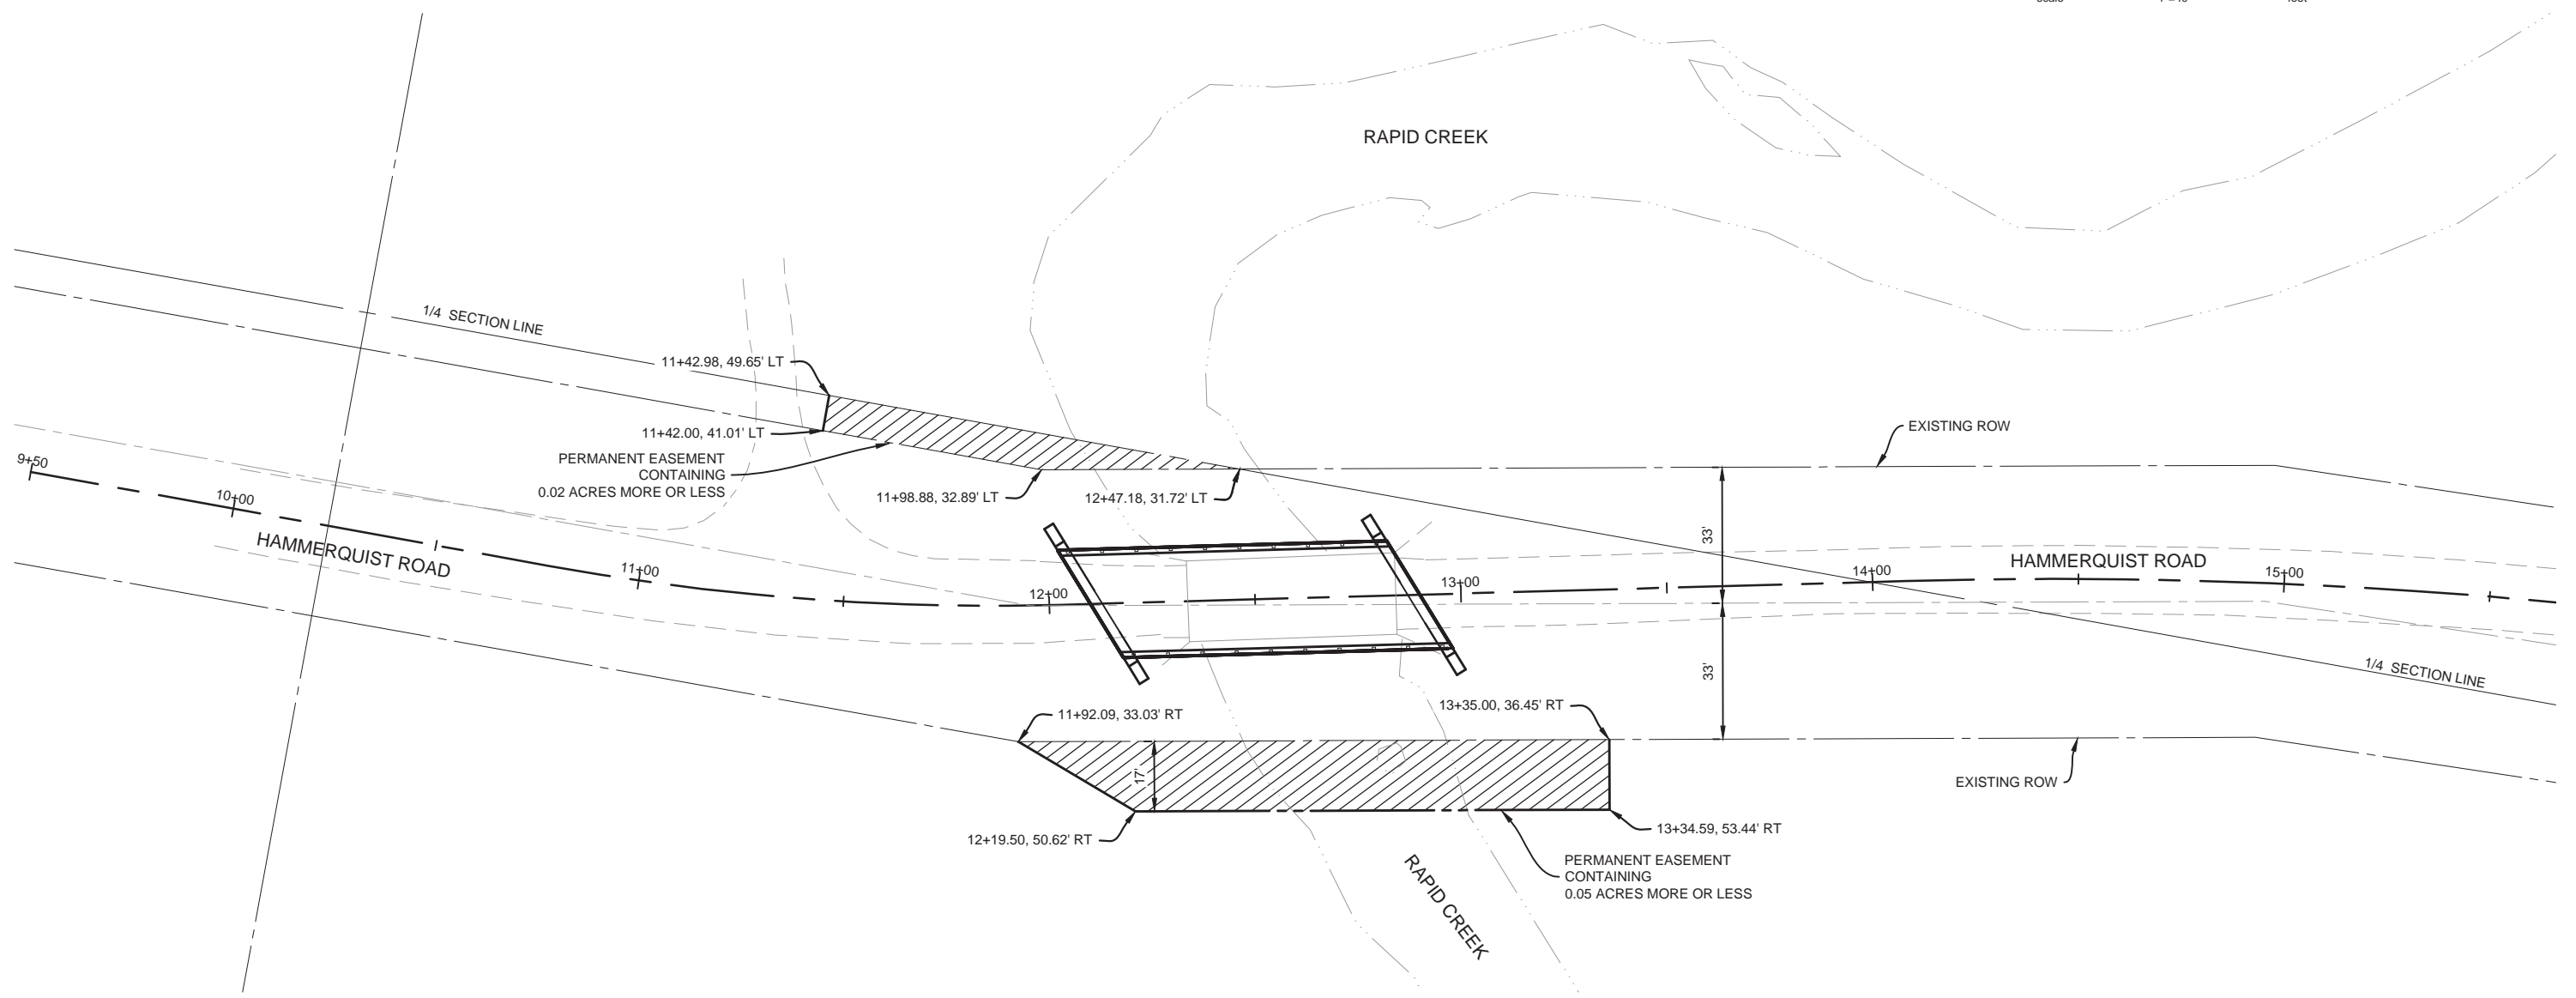 RAPID CREEK
1/4 SECTION LINE
11+42.98, 49.65' LT
11+42.00, 41.01' LT
PERMANENT EASEMENT
CONTAINING
0.02 ACRES MORE OR LESS
11+98.88, 32.89' LT
12+47.18, 31.72' LT
EXISTING ROW
9+50
10+00
HAMMERQUIST ROAD
11+00
12+00
13+00
33'
14+00
HAMMERQUIST ROAD
15+00
33'
1/4 SECTION LINE
11+92.09, 33.03' RT
13+35.00, 36.45' RT
17'
EXISTING ROW
12+19.50, 50.62' RT
13+34.59, 53.44' RT
PERMANENT EASEMENT
CONTAINING
0.05 ACRES MORE OR LESS
RAPID CREEK